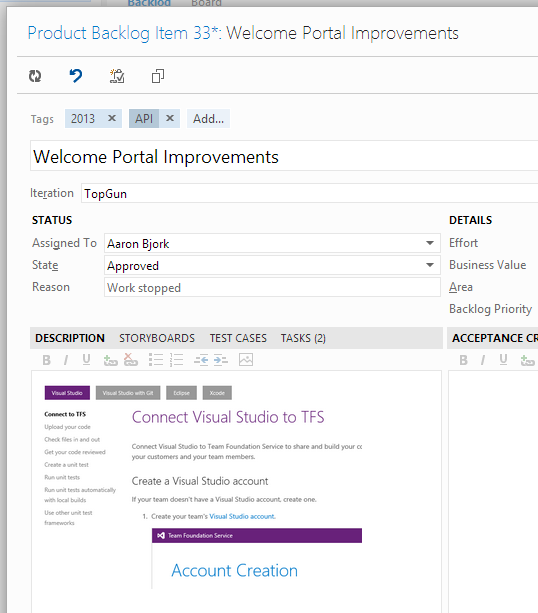 Backlog Board
Product Backlog Item 33*: Welcome Portal Improvements
Tags 2013 × API × Add...
Welcome Portal Improvements
Iteration TopGun
STATUS DETAILS
Assigned To Aaron Bjork Effort
State Approved Business Value
Reason Work stopped Area
Backlog Priority
DESCRIPTION STORYBOARDS TEST CASES TASKS (2) ACCEPTANCE CR
B I U B I U
Visual Studio Visual Studio with Git Eclipse Xcode
Connect to TFS
Upload your code
Check files in and out
Get your code reviewed
Create a unit test
Run unit tests
Run unit tests automatically
with local builds
Use other unit test
frameworks
Connect Visual Studio to TFS
Connect Visual Studio to Team Foundation Service to share and build your cc
your customers and your team members.
Create a Visual Studio account
If your team doesn't have a Visual Studio account, create one.
1. Create your team's Visual Studio account.
Team Foundation Service
Account Creation